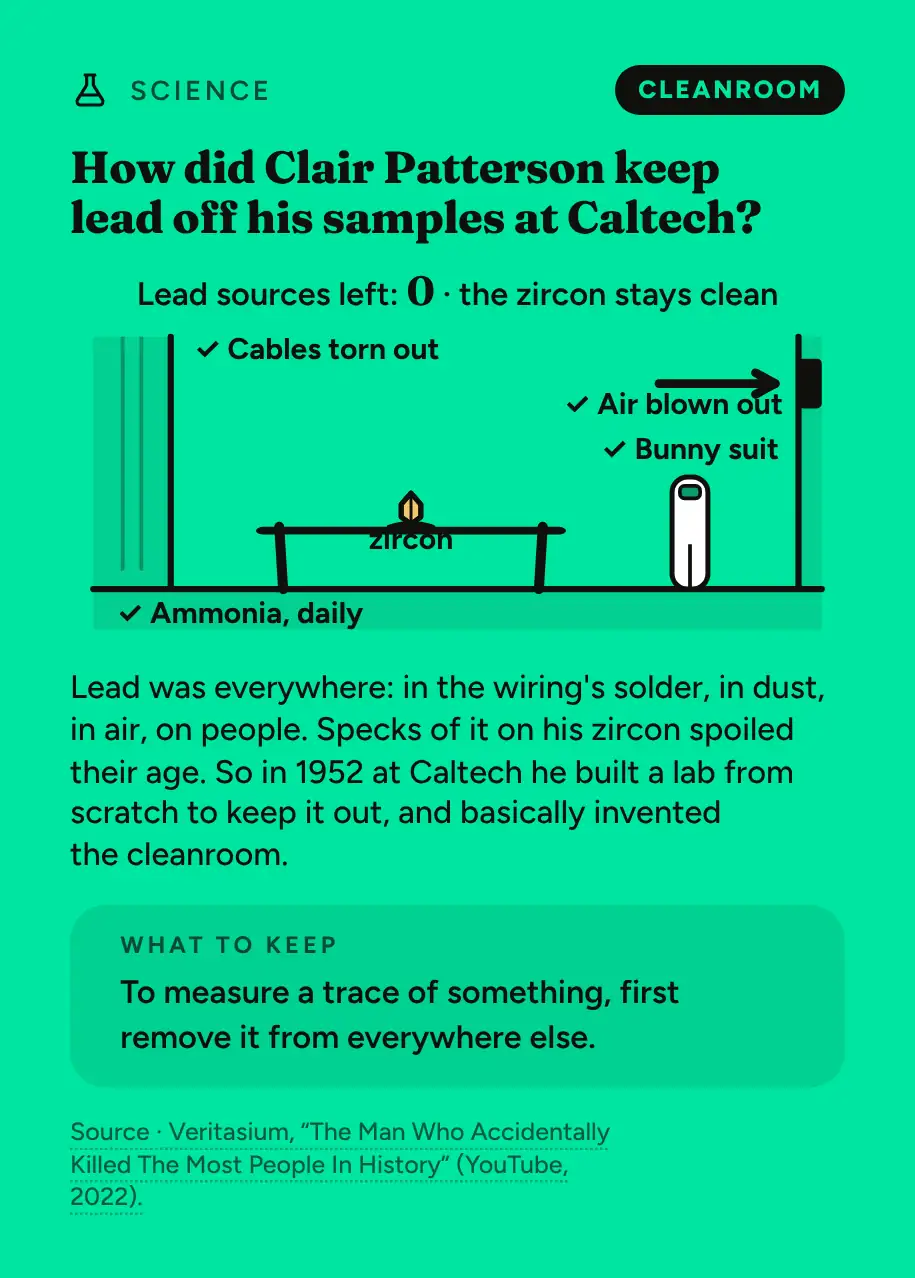 SCIENCE
CLEANROOM
How did Clair Patterson keep
lead off his samples at Caltech?
Lead sources left: 0 · the zircon stays clean
✓ Cables torn out
✓ Air blown out
✓ Bunny suit
zircon
✓ Ammonia, daily
Lead was everywhere: in the wiring's solder, in dust,
in air, on people. Specks of it on his zircon spoiled
their age. So in 1952 at Caltech he built a lab from
scratch to keep it out, and basically invented
the cleanroom.
WHAT TO KEEP
To measure a trace of something, first
remove it from everywhere else.
Source · Veritasium, “The Man Who Accidentally
Killed The Most People In History” (YouTube,
2022).